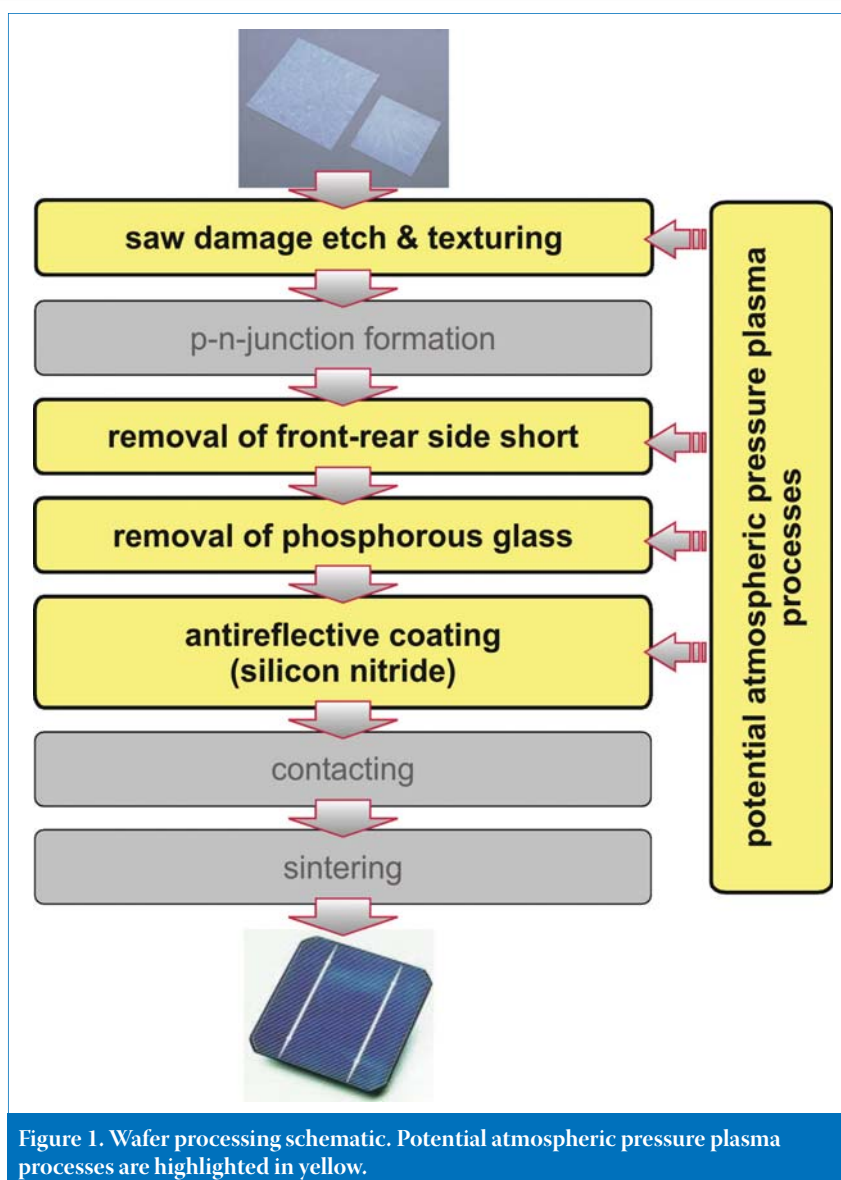 saw damage etch & texturing
p-n-junction formation
removal of front-rear side short
removal of phosphorous glass
antireflective coating
(silicon nitride)
contacting
sintering
potential atmospheric pressure plasma
processes
Figure 1. Wafer processing schematic. Potential atmospheric pressure plasma
processes are highlighted in yellow.